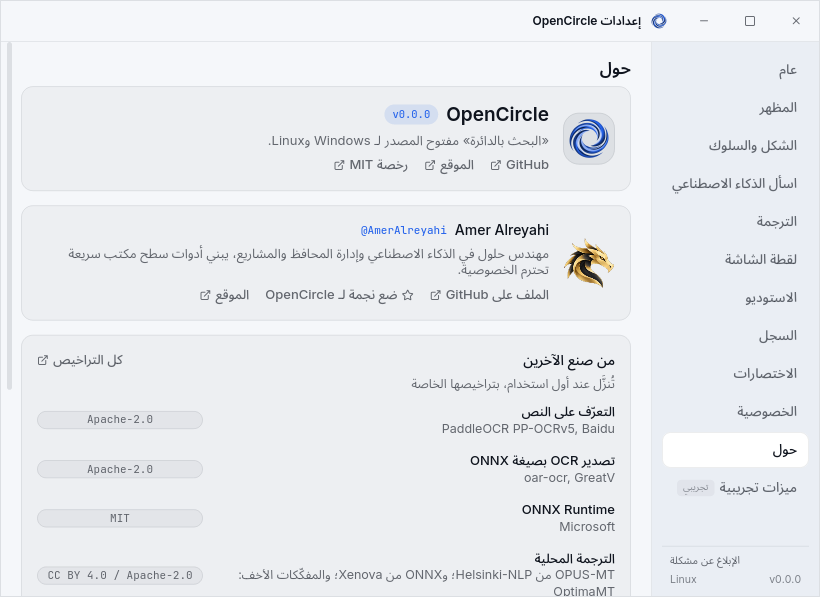 إعدادات OpenCircle
عام
المظهر
الشكل والسلوك
اسأل الذكاء الاصطناعي
الترجمة
لقطة الشاشة
الاستوديو
السجل
الاختصارات
الخصوصية
حول
ميزات تجريبية تجريبي
الإبلاغ عن مشكلة
v0.0.0 Linux
حول
OpenCircle v0.0.0
«البحث بالدائرة» مفتوح المصدر لـ Windows وLinux.
GitHub الموقع رخصة MIT
Amer Alreyahi @AmerAlreyahi
مهندس حلول في الذكاء الاصطناعي وإدارة المحافظ والمشاريع، يبني أدوات سطح مكتب سريعة
تحترم الخصوصية.
الملف على GitHub ضع نجمة لـ OpenCircle الموقع
من صنع الآخرين كل التراخيص
تُنزَّل عند أول استخدام، بتراخيصها الخاصة
التعرّف على النص
PaddleOCR PP-OCRv5, Baidu
Apache-2.0
تصدير OCR بصيغة ONNX
oar-ocr, GreatV
Apache-2.0
ONNX Runtime
Microsoft
MIT
الترجمة المحلية
OPUS-MT من Helsinki-NLP؛ وONNX من Xenova؛ والمفكّكات الأخف:
OptimaMT
CC BY 4.0 / Apache-2.0